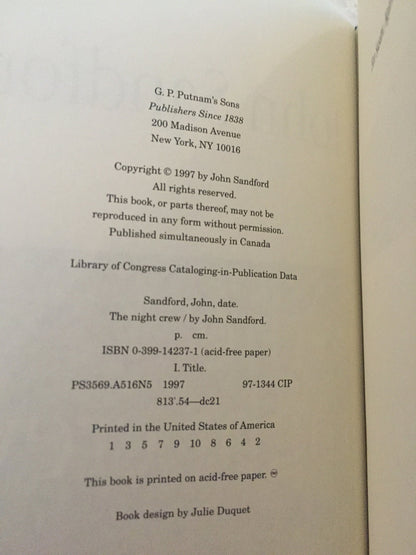 G. P. Putnam's Sons
Publishers Since 1838
200 Madison Avenue
New York, NY 10016
Copyright © 1997 by John Sandford
All rights reserved.
This book, or parts thereof, may not be
reproduced in any form without permission.
Published simultaneously in Canada
Library of Congress Cataloging-in-Publication Data
Sandford, John, date.
The night crew / by John Sandford.
p. cm.
ISBN 0-399-14237-1 (acid-free paper)
I. Title.
PS3569.A516N5 1997 97-1344 CIP
813'.54—dc21
Printed in the United States of America
1 3 5 7 9 10 8 6 4 2
This book is printed on acid-free paper.
Book design by Julie Duquet